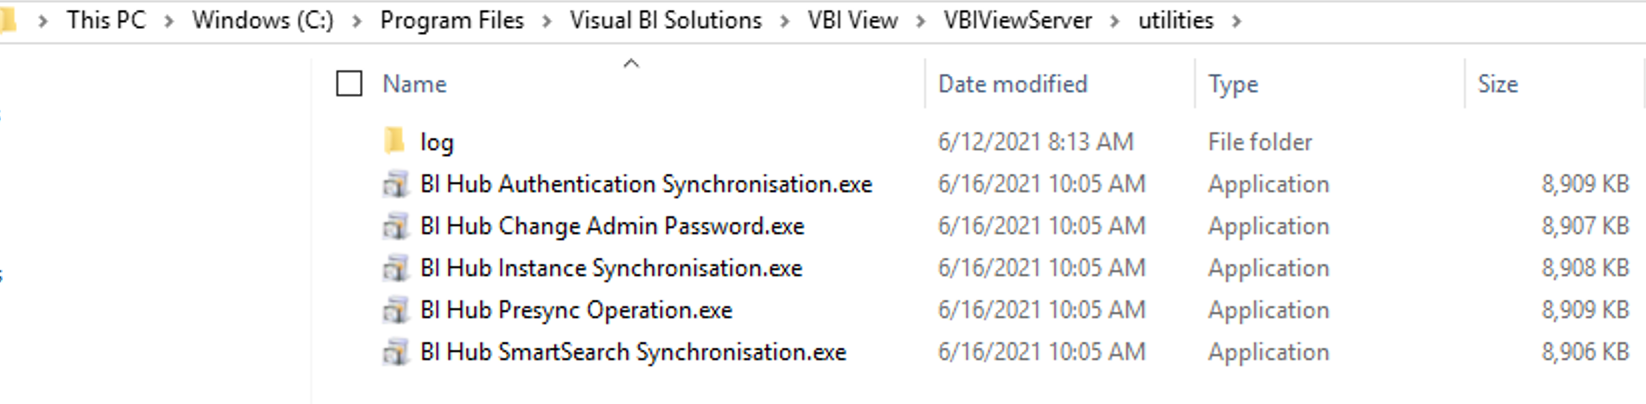 This PC > Windows (C:) > Program Files > Visual BI Solutions > VBI View > VBIViewServer > utilities >
Name Date modified Type Size
log 6/12/2021 8:13 AM File folder
BI Hub Authentication Synchronisation.exe 6/16/2021 10:05 AM Application 8,909 KB
BI Hub Change Admin Password.exe 6/16/2021 10:05 AM Application 8,907 KB
BI Hub Instance Synchronisation.exe 6/16/2021 10:05 AM Application 8,908 KB
BI Hub Presync Operation.exe 6/16/2021 10:05 AM Application 8,909 KB
BI Hub SmartSearch Synchronisation.exe 6/16/2021 10:05 AM Application 8,906 KB